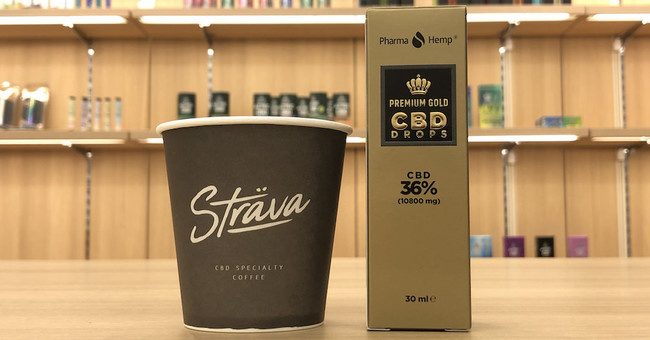 Sträva
CBD SPECIALTY
COFFEE
Pharma Hemp®
PREMIUM GOLD
CBD
DROPS
CBD
36%
(10800 mg)
30 ml ℮